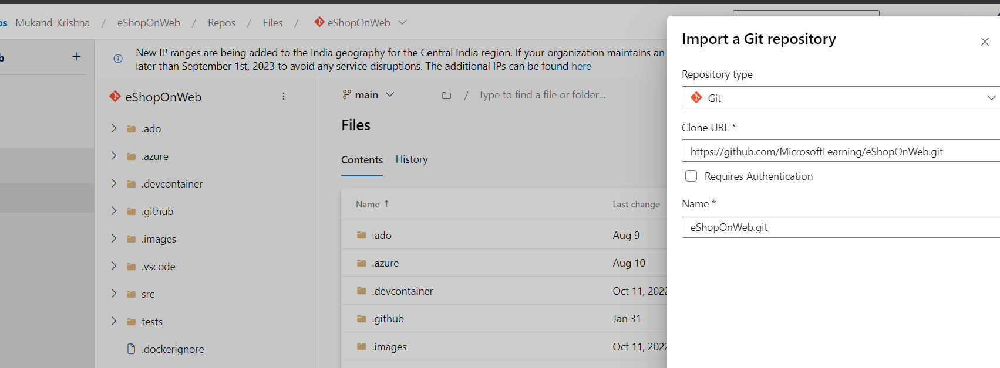 Mukand-Krishna / eShopOnWeb / Repos / Files / eShopOnWeb
New IP ranges are being added to the India geography for the Central India region. If your organization maintains an
later than September 1st, 2023 to avoid any service disruptions. The additional IPs can be found here
eShopOnWeb
.ado
.azure
.devcontainer
.github
.images
.vscode
src
tests
.dockerignore
main
/ Type to find a file or folder...
Files
Contents History
Name ↑ Last change
.ado Aug 9
.azure Aug 10
.devcontainer Oct 11, 2022
.github Jan 31
.images Oct 11, 2022
Import a Git repository
Repository type
Git
Clone URL *
https://github.com/MicrosoftLearning/eShopOnWeb.git
Requires Authentication
Name *
eShopOnWeb.git